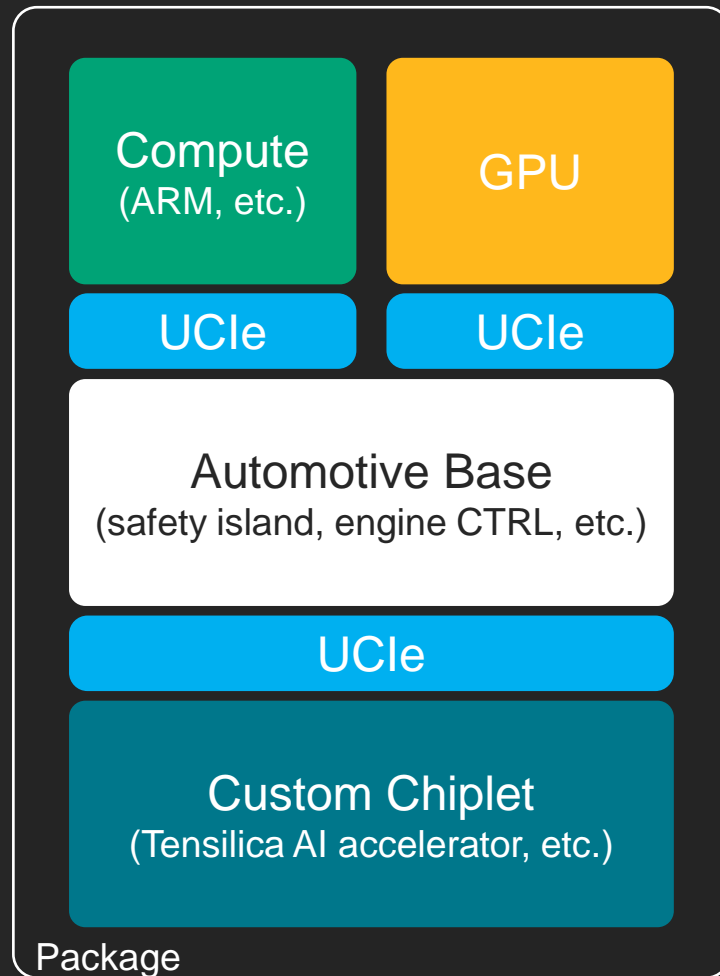 Compute
(ARM, etc.)
GPU
UCIe
UCIe
Automotive Base
(safety island, engine CTRL, etc.)
UCIe
Custom Chiplet
(Tensilica AI accelerator, etc.)
Package